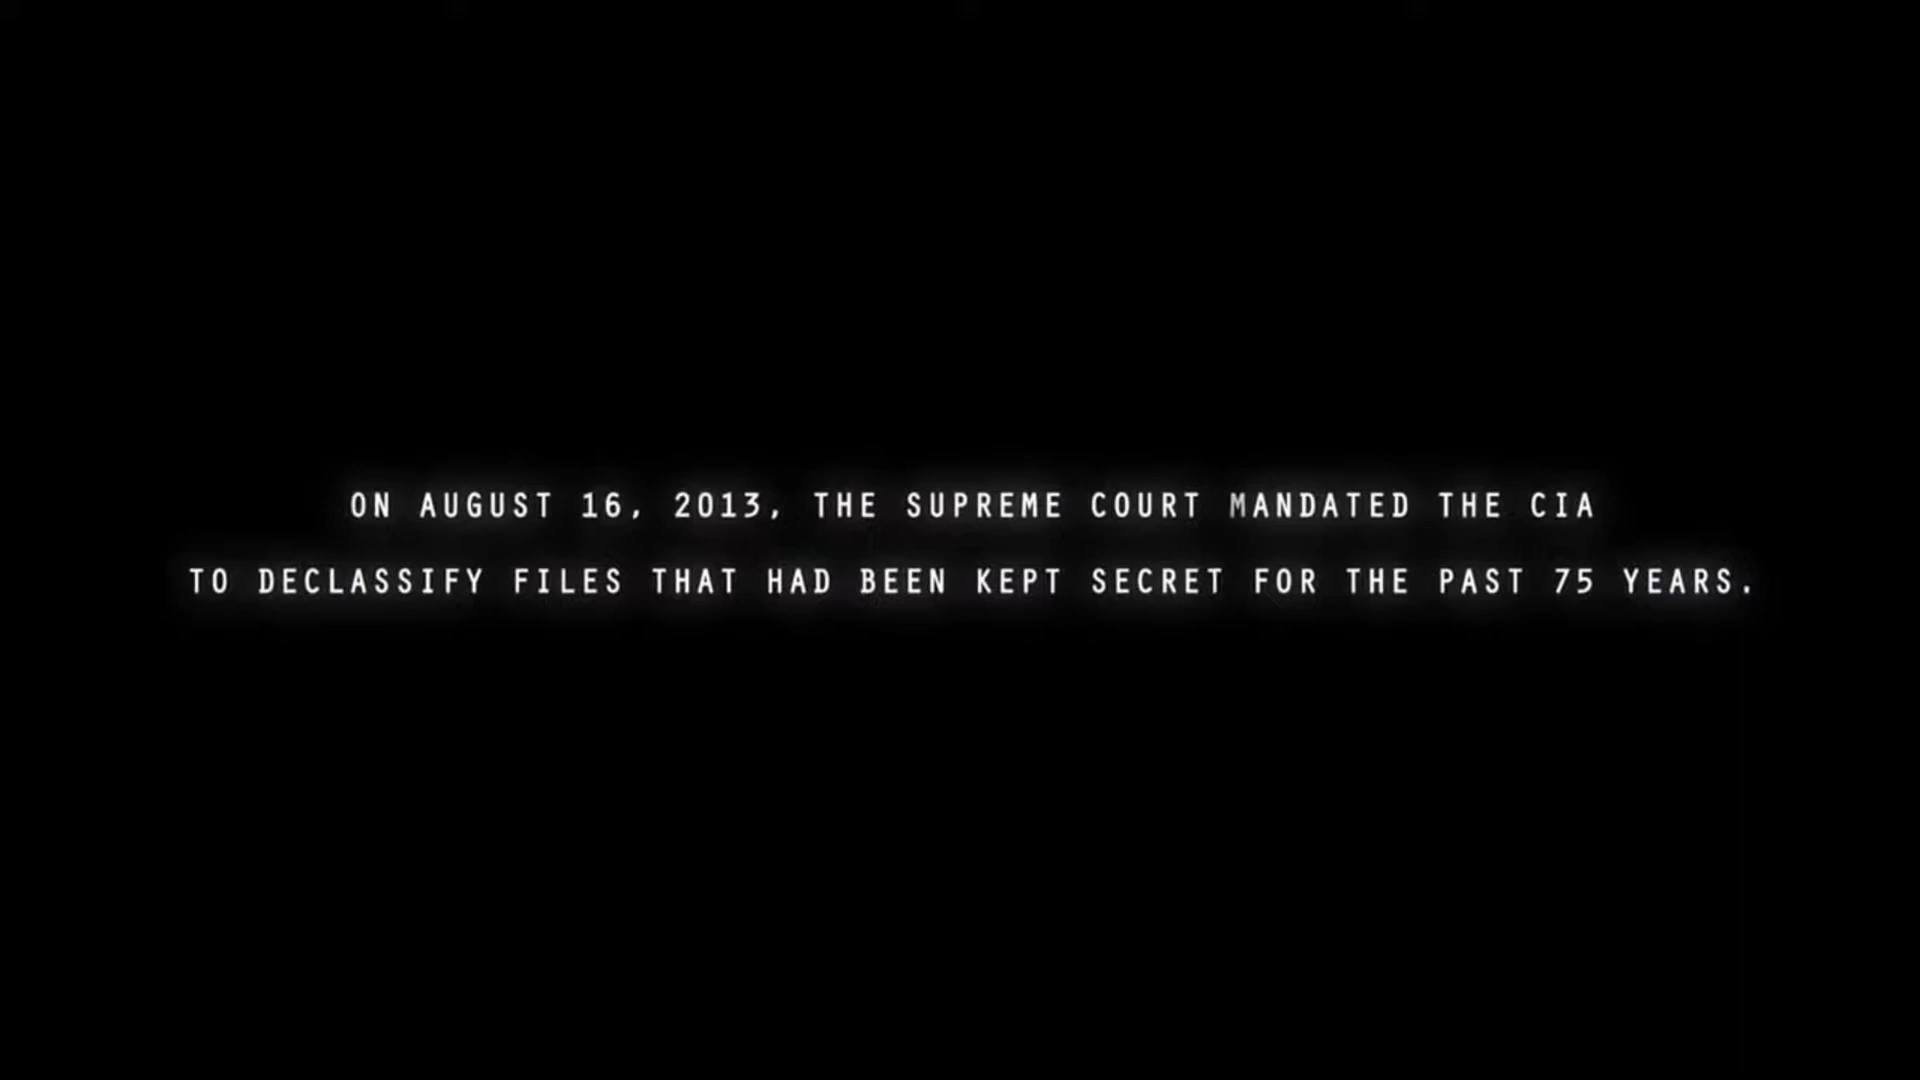 ON AUGUST 16, 2013, THE SUPREME COURT MANDATED THE CIA
TO DECLASSIFY FILES THAT HAD BEEN KEPT SECRET FOR THE PAST 75 YEARS.